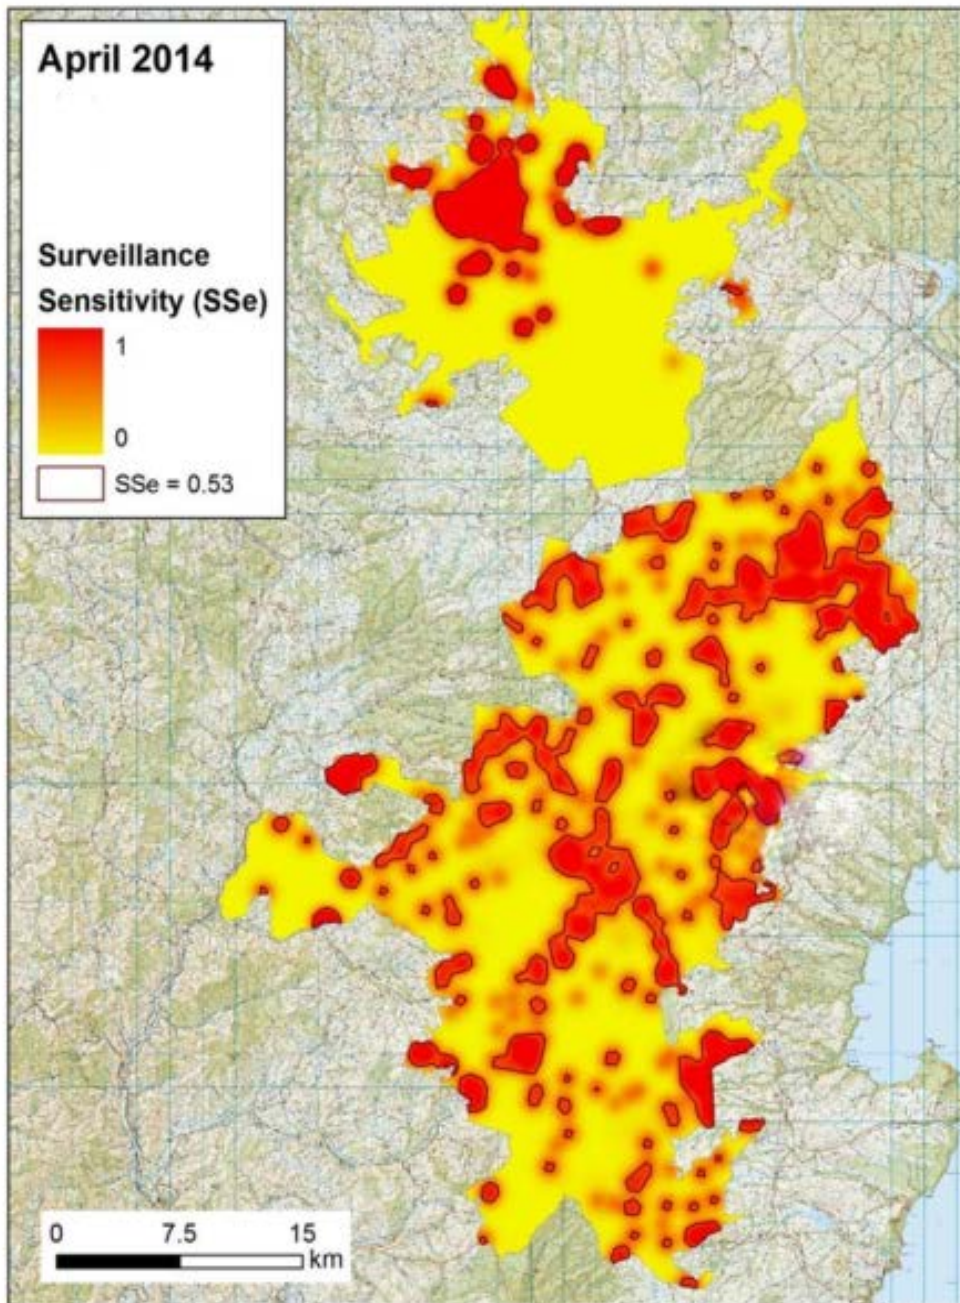 April 2014
Surveillance
Sensitivity (SSe)
1
0
SSe = 0.53
0 7.5 15
km